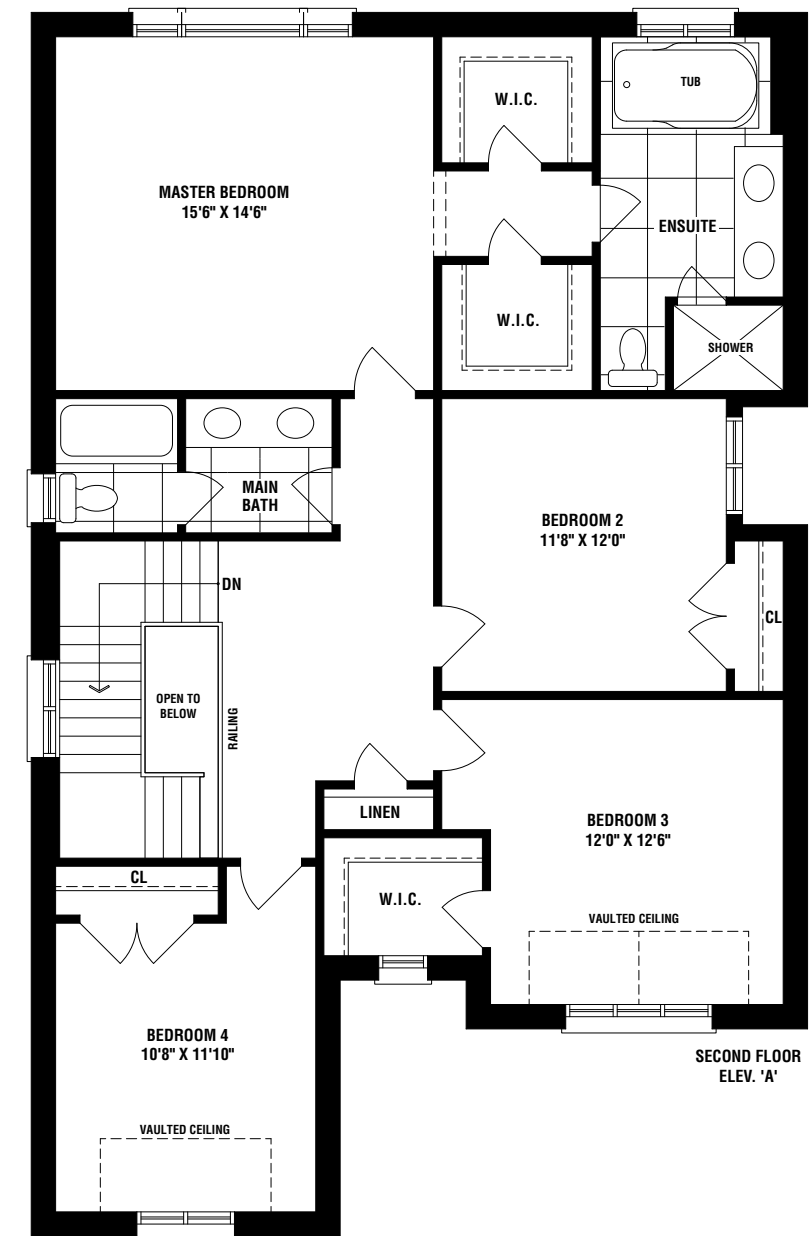 TUB
W.I.C.
MASTER BEDROOM
15'6" X 14'6"
ENSUITE
W.I.C.
SHOWER
MAIN
BATH
BEDROOM 2
11'8" X 12'0"
DN
CL
OPEN TO
BELOW
RAILING
LINEN
BEDROOM 3
12'0" X 12'6"
CL
W.I.C.
VAULTED CEILING
BEDROOM 4
10'8" X 11'10"
SECOND FLOOR
ELEV. 'A'
VAULTED CEILING